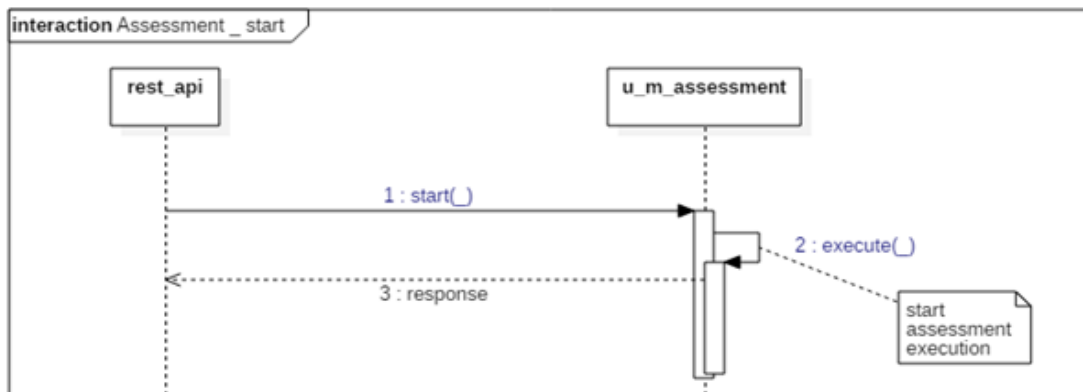 interaction Assessment _ start
rest_api
u_m_assessment
1 : start(_)
2 : execute(_)
3 : response
start
assessment
execution